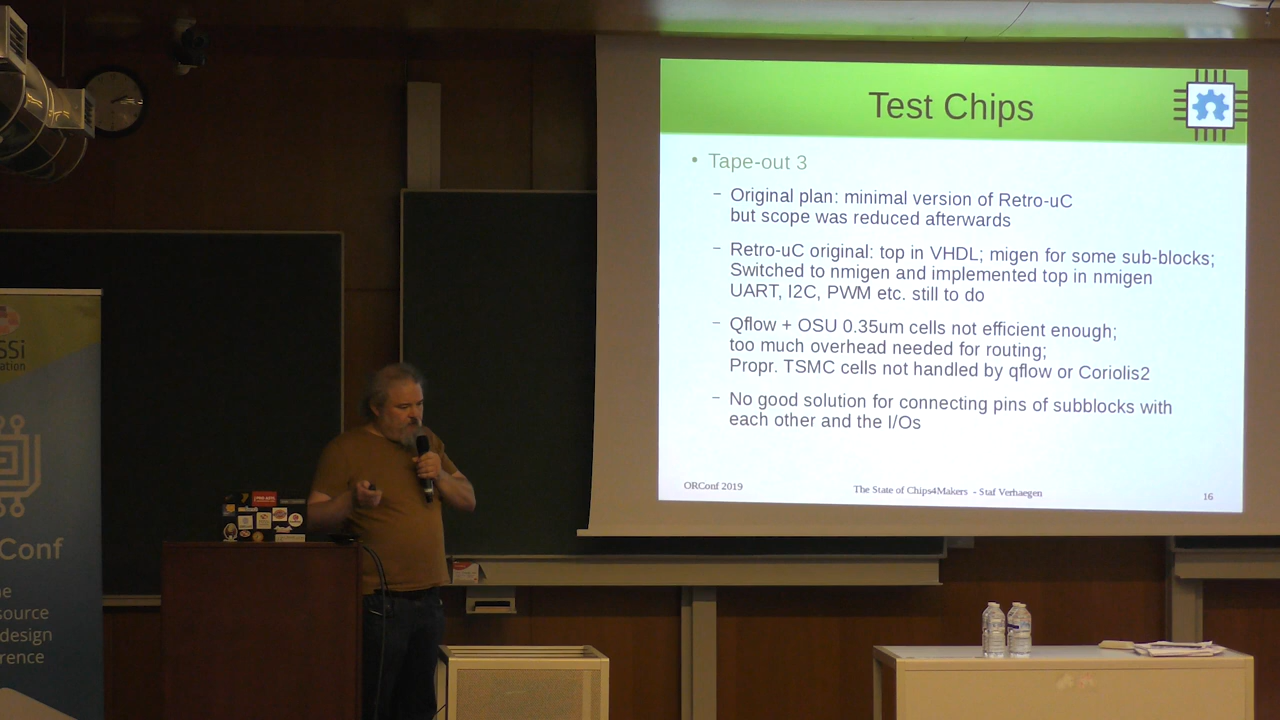 Test Chips
• Tape-out 3
– Original plan: minimal version of Retro-uC
but scope was reduced afterwards
– Retro-uC original: top in VHDL; migen for some sub-blocks;
Switched to nmigen and implemented top in nmigen
UART, I2C, PWM etc. still to do
– Qflow + OSU 0.35um cells not efficient enough;
too much overhead needed for routing;
Propr. TSMC cells not handled by qflow or Coriolis2
– No good solution for connecting pins of subblocks with
each other and the I/Os
ORConf 2019
The State of Chips4Makers - Staf Verhaegen
16
SSi
ation
Conf
ne
source
design
rence